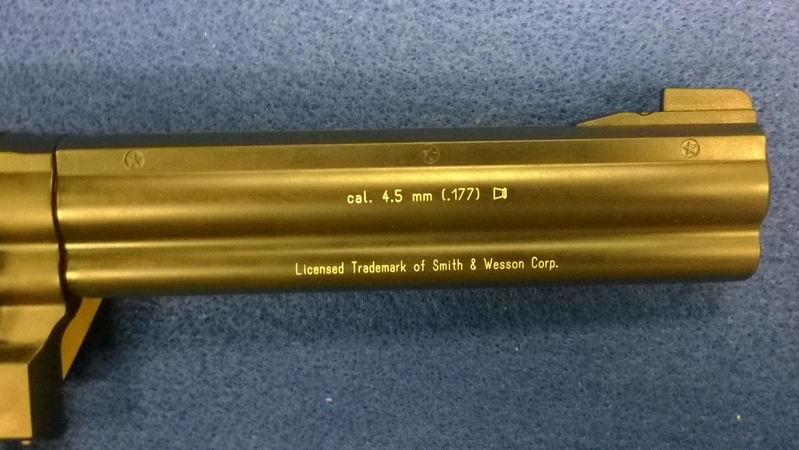 cal. 4.5 mm (.177)
Licensed Trademark of Smith & Wesson Corp.